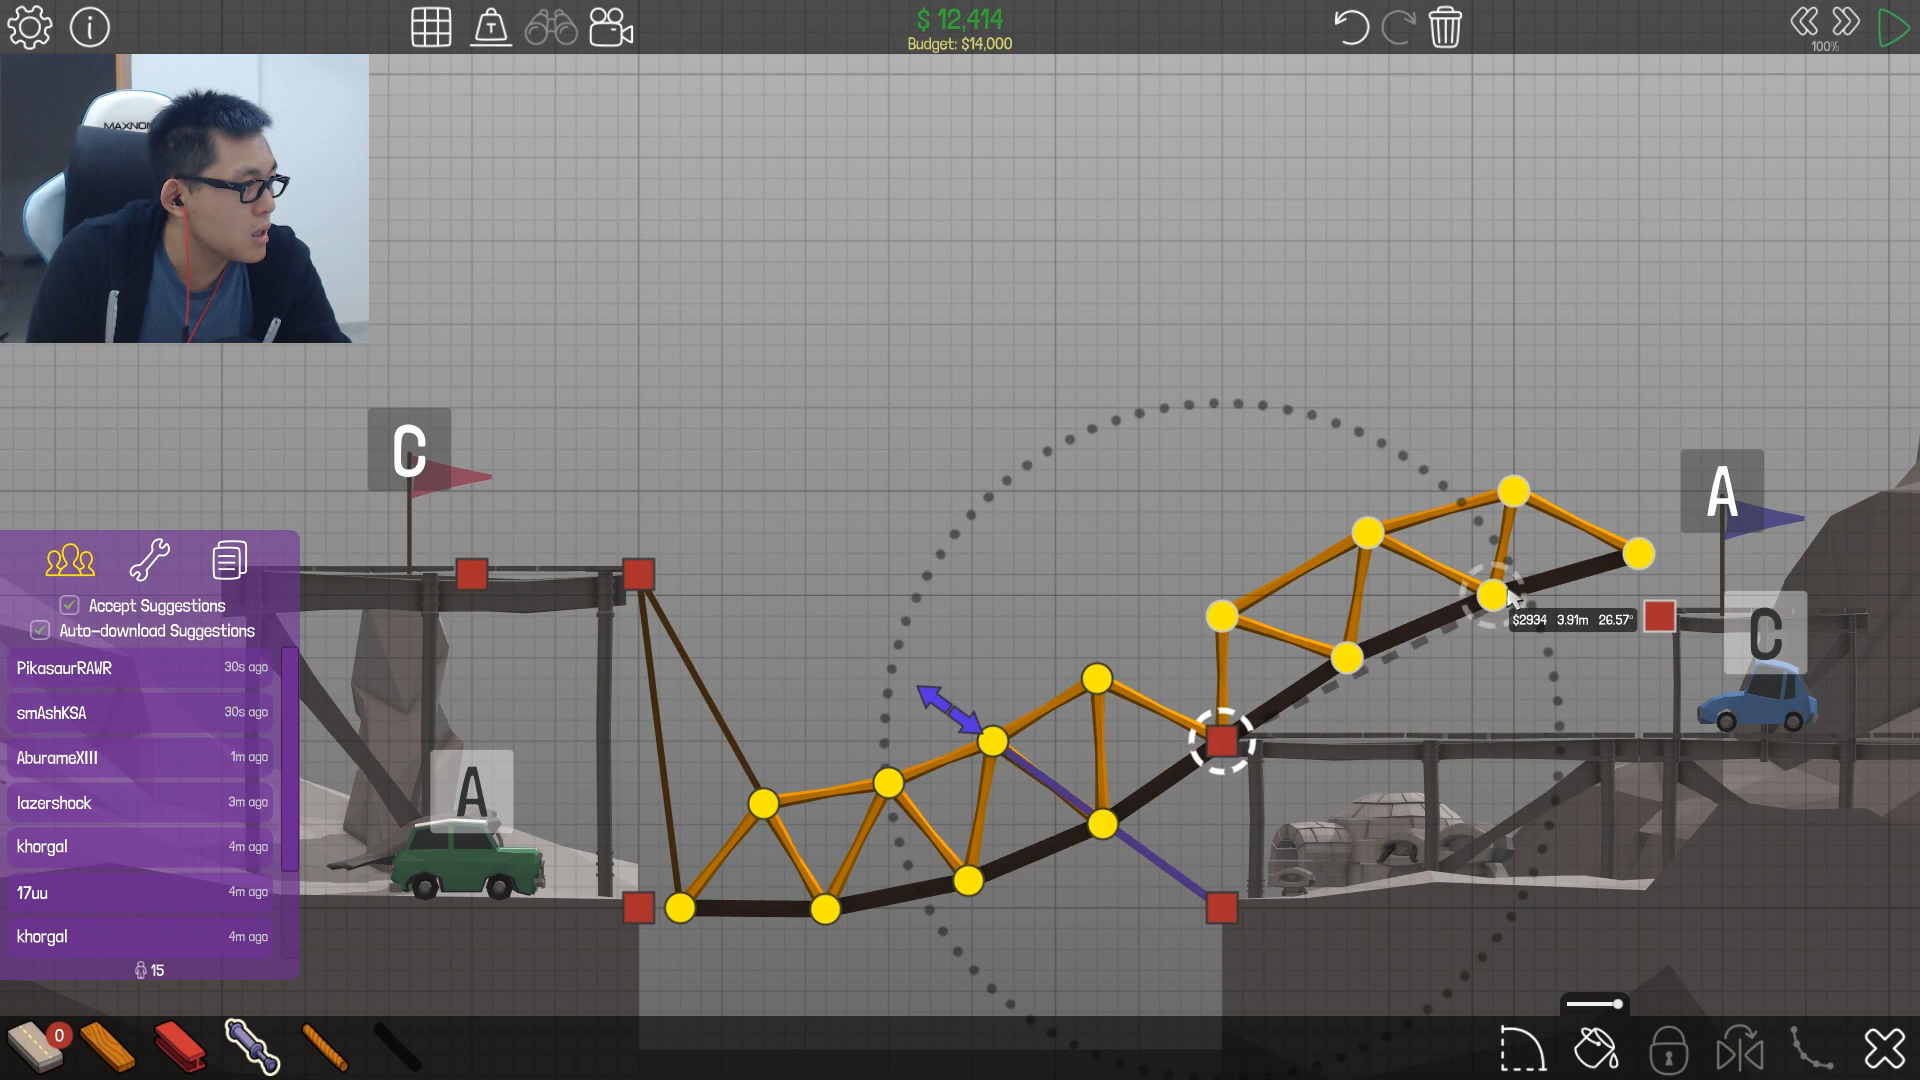 $ 12,414
Budget: $14,000
100%
MAXNOM
C
A
A
C
Accept Suggestions
Auto-download Suggestions
PikasaurRAWR 30s ago
smAshKSA 30s ago
AburameXIII 1m ago
lazershock 3m ago
khorgal 4m ago
17uu 4m ago
khorgal 4m ago
15
$2934 3.91m 26.57°
0
T